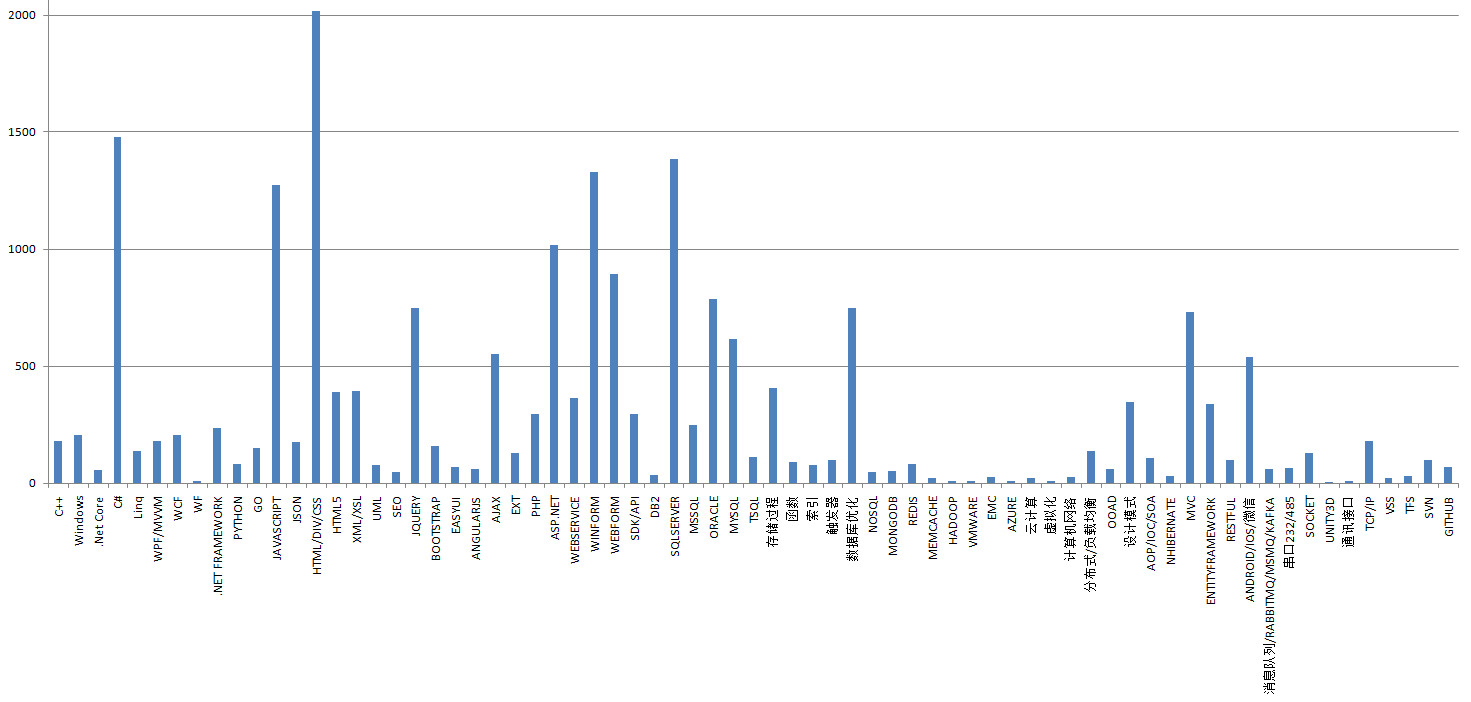 2000
1500
1000
500
0
C++
Windows
.Net Core
C#
Linq
WPF/MVVM
WCF
WF
.NET FRAMEWORK
PYTHON
GO
JAVASCRIPT
JSON
HTML/DIV/CSS
HTML5
XML/XSL
UML
SEO
JQUERY
BOOTSTRAP
EASYUI
ANGULARJS
AJAX
EXT
PHP
ASP.NET
WEBSERVICE
WINFORM
WEBFORM
SDK/API
DB2
SQLSERVER
MSSQL
ORACLE
MYSQL
TSQL
存储过程
函数
索引
触发器
数据库优化
NOSQL
MONGODB
REDIS
MEMCACHE
HADOOP
VMWARE
EMC
AZURE
云计算
虚拟化
计算机网络
分布式/负载均衡
OOAD
设计模式
AOP/IOC/SOA
NHIBERNATE
MVC
ENTITYFRAMEWORK
RESTFUL
ANDROID/IOS/微信
消息队列/RABBITMQ/MSMQ/KAFKA
串口232/485
SOCKET
UNITY3D
通讯接口
TCP/IP
VSS
TFS
SVN
GITHUB